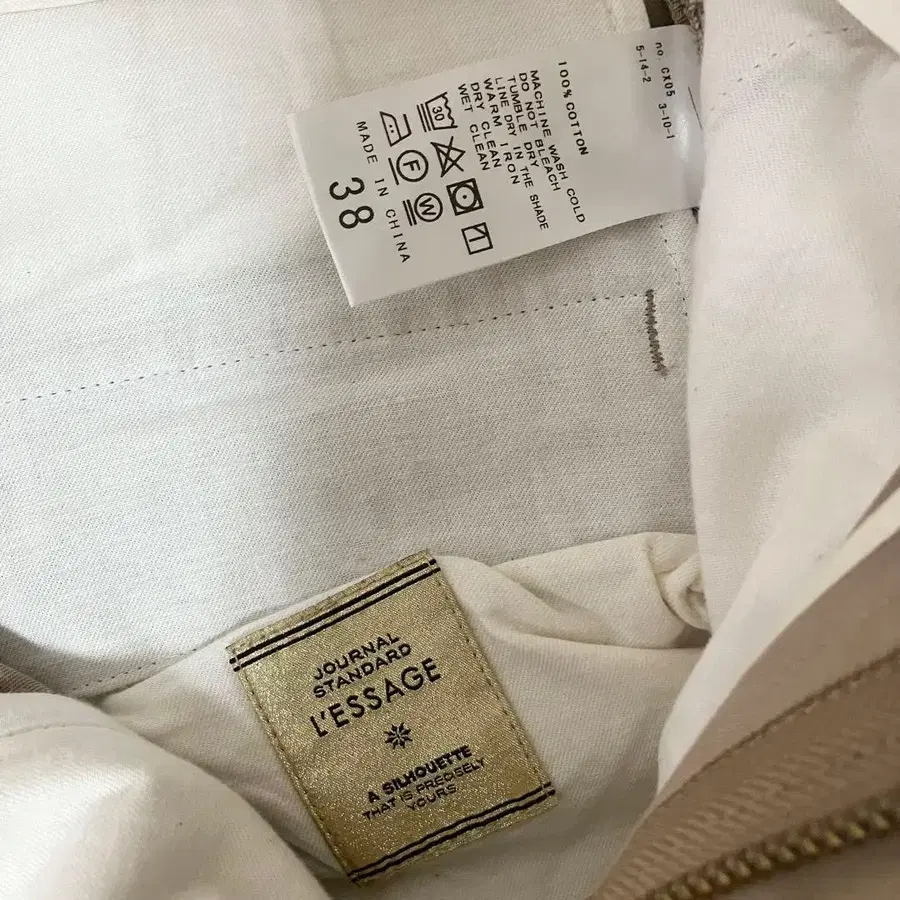 no. CX05 3-10-1
5-14-2
100% COTTON
MACHINE WASH COLD
DO NOT BLEACH
TUMBLE DRY
LINE DRY IN THE SHADE
WARM IRON
DRY CLEAN
WET CLEAN
30
F W
MADE IN CHINA
38
JOURNAL
STANDARD
L'ESSAGE
A SILHOUETTE
THAT IS PRECISELY
YOURS